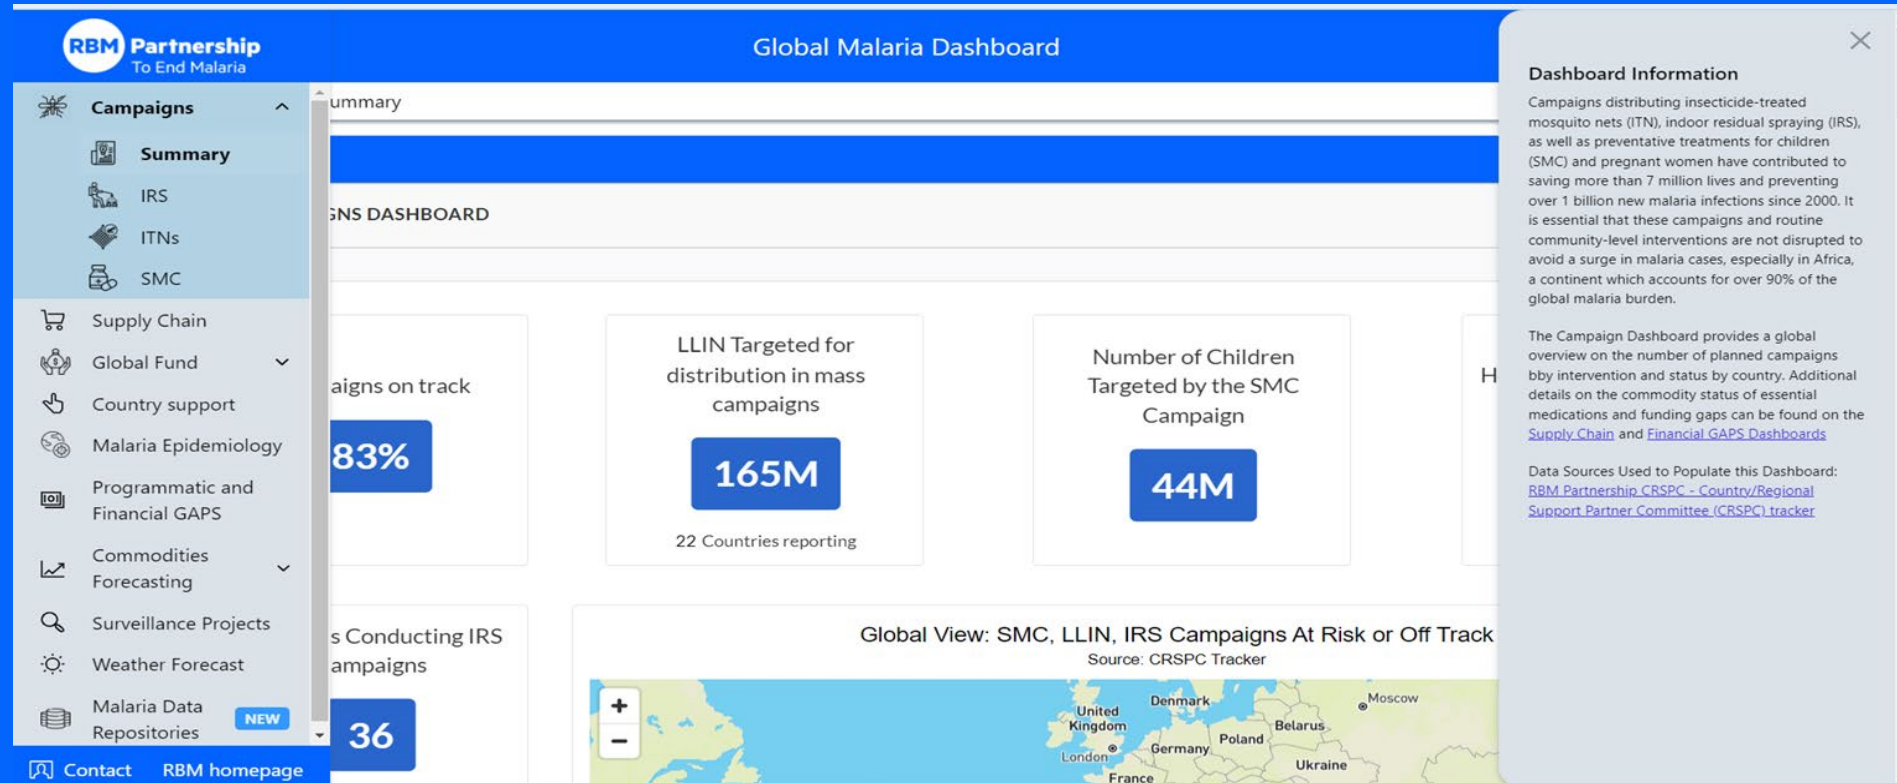 RBM Partnership
To End Malaria
Global Malaria Dashboard
Campaigns
Summary
IRS
ITNs
SMC
Supply Chain
Global Fund
Country support
Malaria Epidemiology
Programmatic and
Financial GAPS
Commodities
Forecasting
Surveillance Projects
Weather Forecast
Malaria Data
Repositories
NEW
Contact
RBM homepage
ummary
GNS DASHBOARD
aigns on track
83%
LLIN Targeted for
distribution in mass
campaigns
165M
22 Countries reporting
Number of Children
Targeted by the SMC
Campaign
44M
H
s Conducting IRS
ampaigns
36
Global View: SMC, LLIN, IRS Campaigns At Risk or Off Track
Source: CRSPC Tracker
+
−
United
Kingdom
London
Denmark
Germany
Poland
Belarus
Moscow
Ukraine
France
Dashboard Information
Campaigns distributing insecticide-treated
mosquito nets (ITN), indoor residual spraying (IRS),
as well as preventative treatments for children
(SMC) and pregnant women have contributed to
saving more than 7 million lives and preventing
over 1 billion new malaria infections since 2000. It
is essential that these campaigns and routine
community-level interventions are not disrupted to
avoid a surge in malaria cases, especially in Africa,
a continent which accounts for over 90% of the
global malaria burden.
The Campaign Dashboard provides a global
overview on the number of planned campaigns
bby intervention and status by country. Additional
details on the commodity status of essential
medications and funding gaps can be found on the
Supply Chain and Financial GAPS Dashboards
Data Sources Used to Populate this Dashboard:
RBM Partnership CRSPC - Country/Regional
Support Partner Committee (CRSPC) tracker